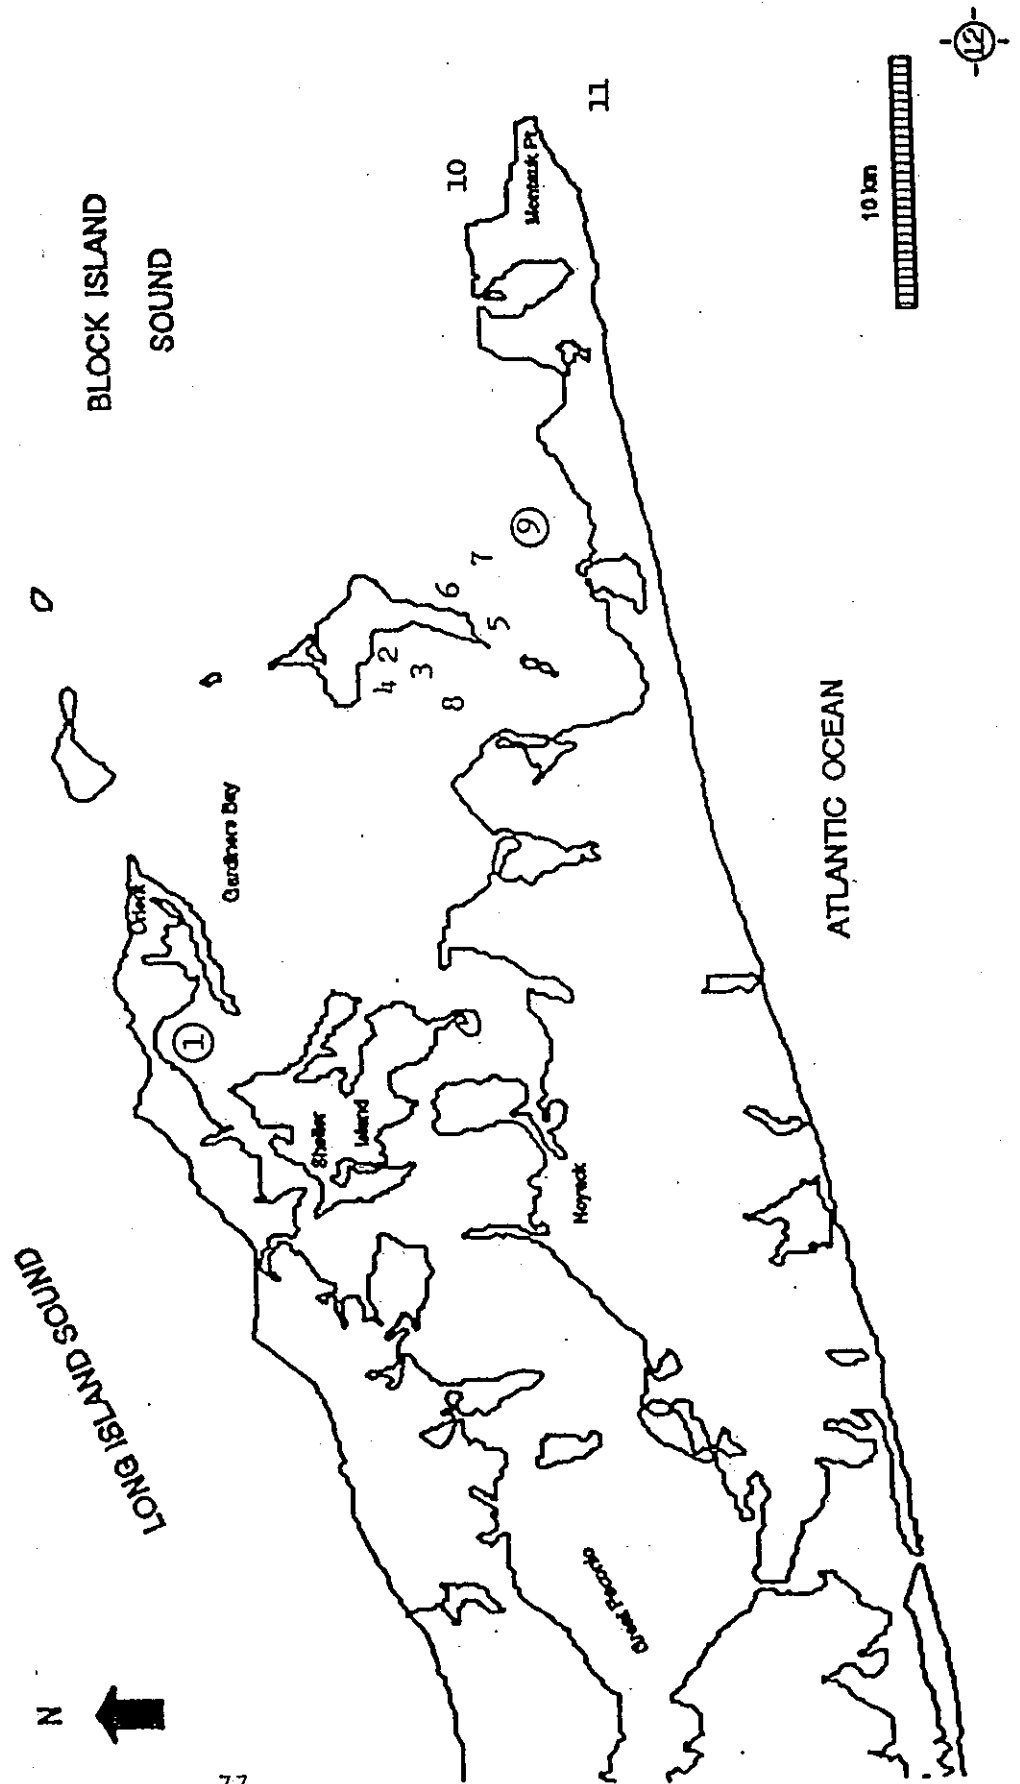 N
LONG ISLAND SOUND
BLOCK ISLAND
SOUND
Orient
1
Gardiners Bay
Shelter
Island
4
2
3
8
6
5
7
9
10
Montauk Pt
11
Noyack
Great Peconic
ATLANTIC OCEAN
10 km
12
77